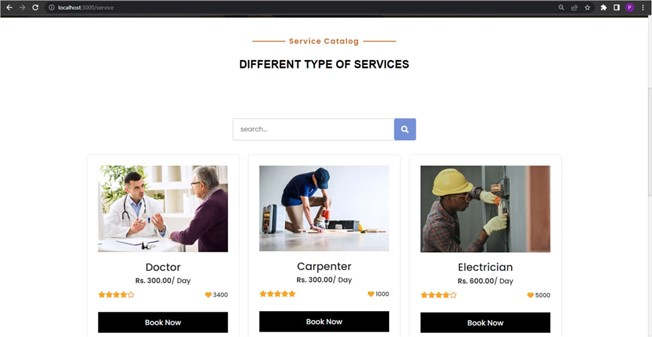 localhost:3000/service
P
Service Catalog
DIFFERENT TYPE OF SERVICES
search...
Doctor
Rs. 300.00/ Day
3400
Book Now
Carpenter
Rs. 300.00/ Day
1000
Book Now
Electrician
Rs. 600.00/ Day
5000
Book Now